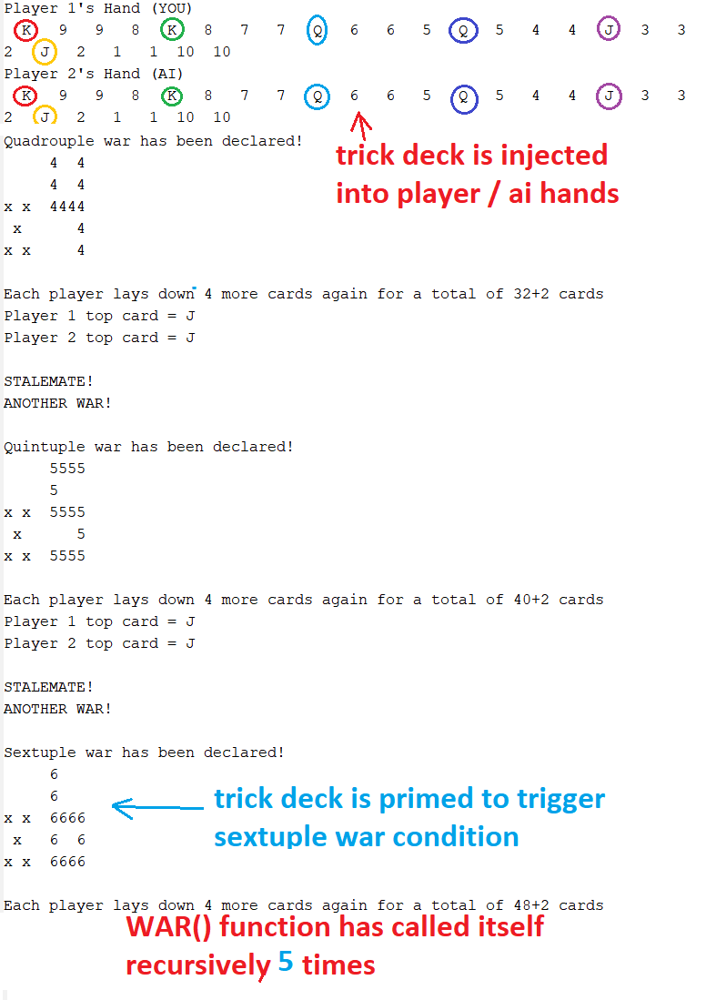 Player 1's Hand (YOU)
K 9 9 8 K 8 7 7 Q 6 6 5 Q 5 4 4 J 3 3
2 J 2 1 1 10 10
Player 2's Hand (AI)
K 9 9 8 K 8 7 7 Q 6 6 5 Q 5 4 4 J 3 3
2 J 2 1 1 10 10
Quadrouple war has been declared!
4 4
4 4
x x 4444
x 4
x x 4
trick deck is injected
into player / ai hands
Each player lays down 4 more cards again for a total of 32+2 cards
Player 1 top card = J
Player 2 top card = J
STALEMATE!
ANOTHER WAR!
Quintuple war has been declared!
5555
5
x x 5555
x 5
x x 5555
Each player lays down 4 more cards again for a total of 40+2 cards
Player 1 top card = J
Player 2 top card = J
STALEMATE!
ANOTHER WAR!
Sextuple war has been declared!
6
6
x x 6666
x 6 6
x x 6666
trick deck is primed to trigger
sextuple war condition
Each player lays down 4 more cards again for a total of 48+2 cards
WAR() function has called itself
recursively 5 times